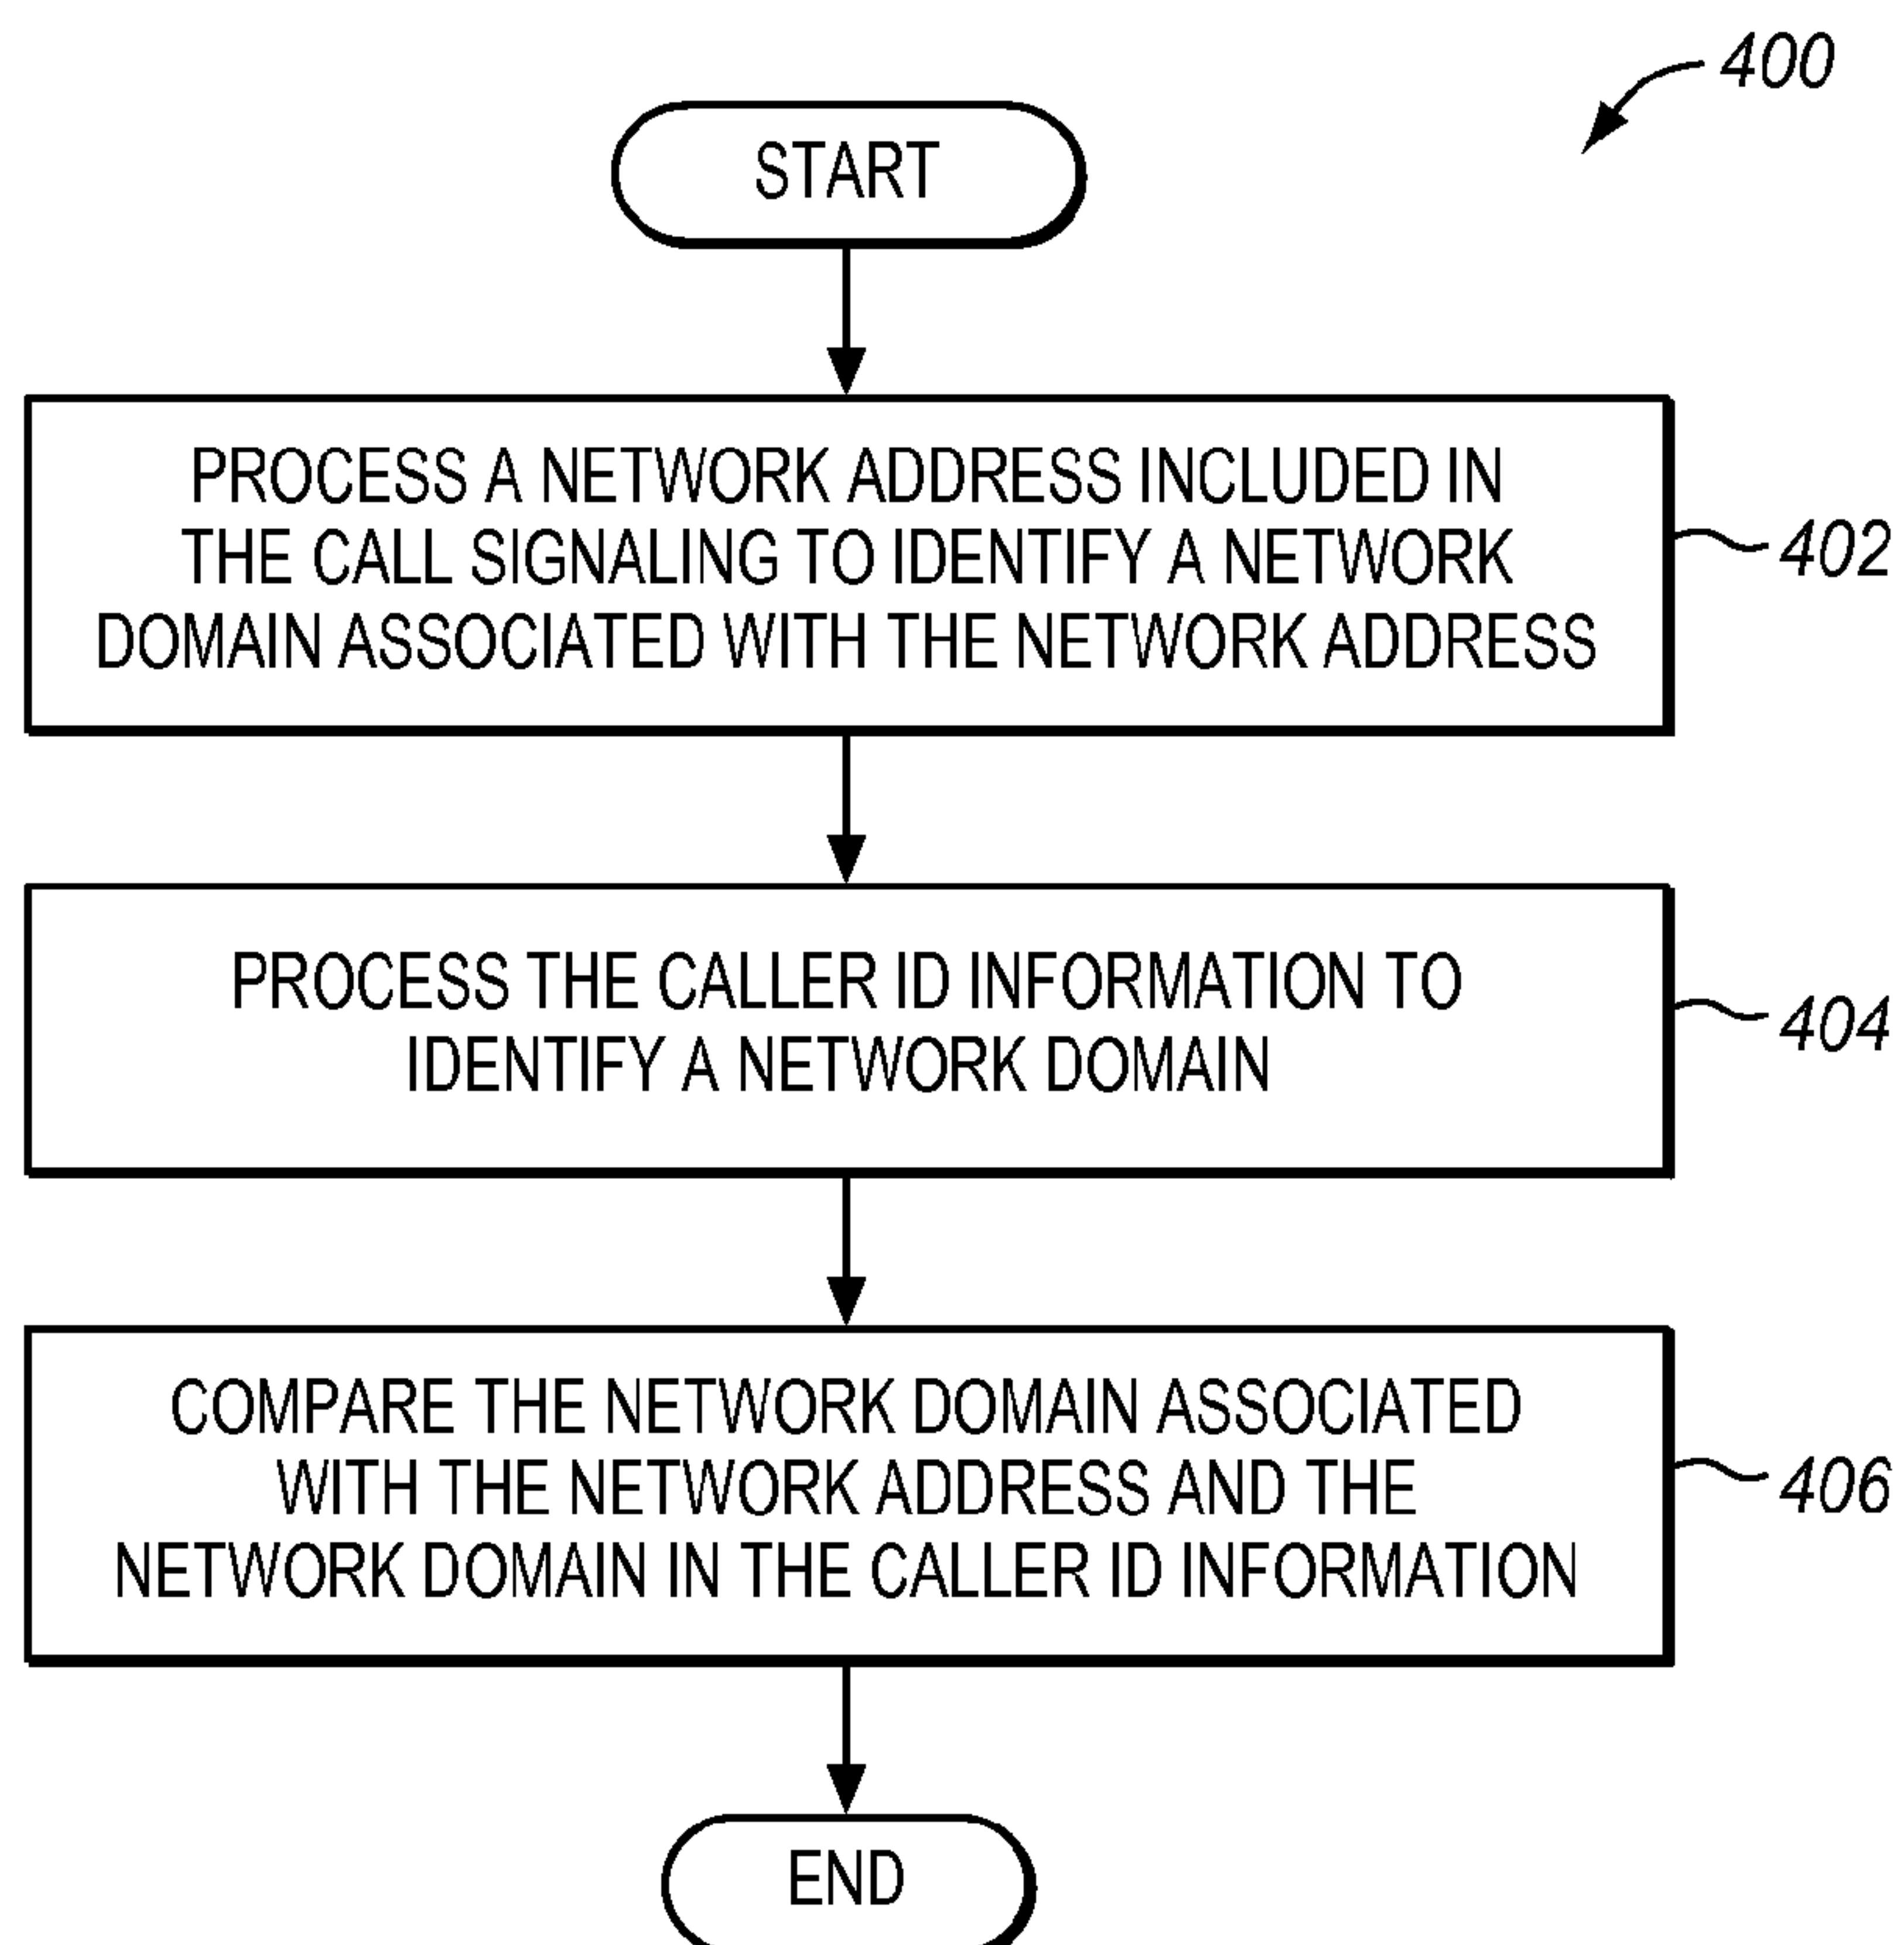 400
START
PROCESS A NETWORK ADDRESS INCLUDED IN
THE CALL SIGNALING TO IDENTIFY A NETWORK
DOMAIN ASSOCIATED WITH THE NETWORK ADDRESS
402
PROCESS THE CALLER ID INFORMATION TO
IDENTIFY A NETWORK DOMAIN
404
COMPARE THE NETWORK DOMAIN ASSOCIATED
WITH THE NETWORK ADDRESS AND THE
NETWORK DOMAIN IN THE CALLER ID INFORMATION
406
END